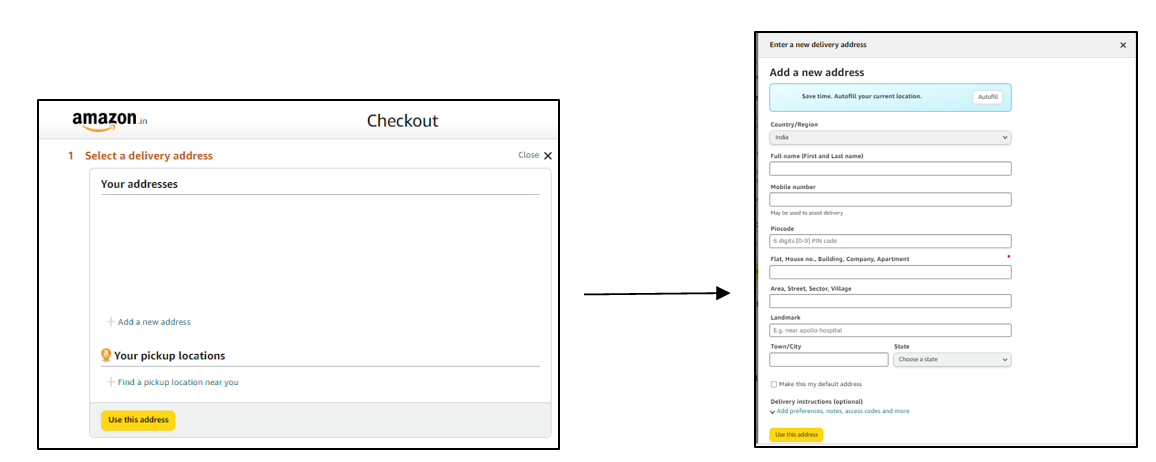 amazon.in
Checkout
1 Select a delivery address
Close X
Your addresses
Add a new address
Your pickup locations
Find a pickup location near you
Use this address
Enter a new delivery address
Add a new address
Save time. Autofill your current location.
Autofill
Country/Region
India
Full name (First and Last name)
Mobile number
May be used to assist delivery
Pincode
6 digits [0-9] PIN code
Flat, House no., Building, Company, Apartment *
Area, Street, Sector, Village
Landmark
E.g. near apollo hospital
Town/City State
Choose a state
Make this my default address
Delivery instructions (optional)
Add preferences, notes, access codes and more
Use this address